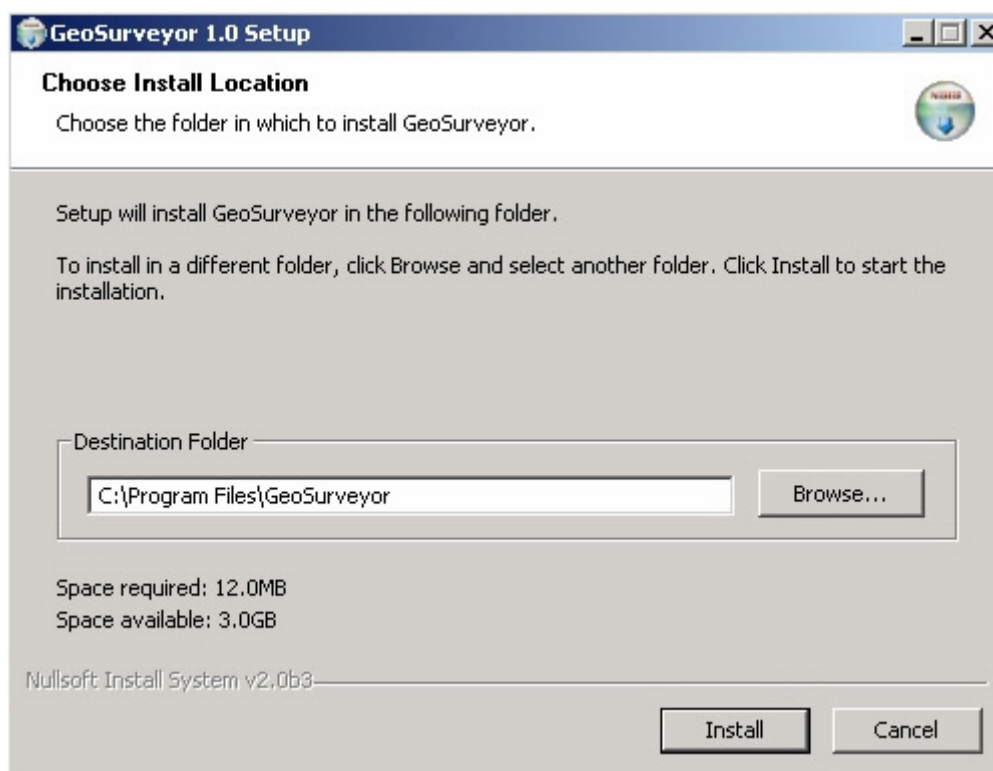 GeoSurveyor 1.0 Setup
Choose Install Location
Choose the folder in which to install GeoSurveyor.
Setup will install GeoSurveyor in the following folder.
To install in a different folder, click Browse and select another folder. Click Install to start the
installation.
Destination Folder
C:\Program Files\GeoSurveyor
Browse...
Space required: 12.0MB
Space available: 3.0GB
Nullsoft Install System v2.0b3
Install
Cancel